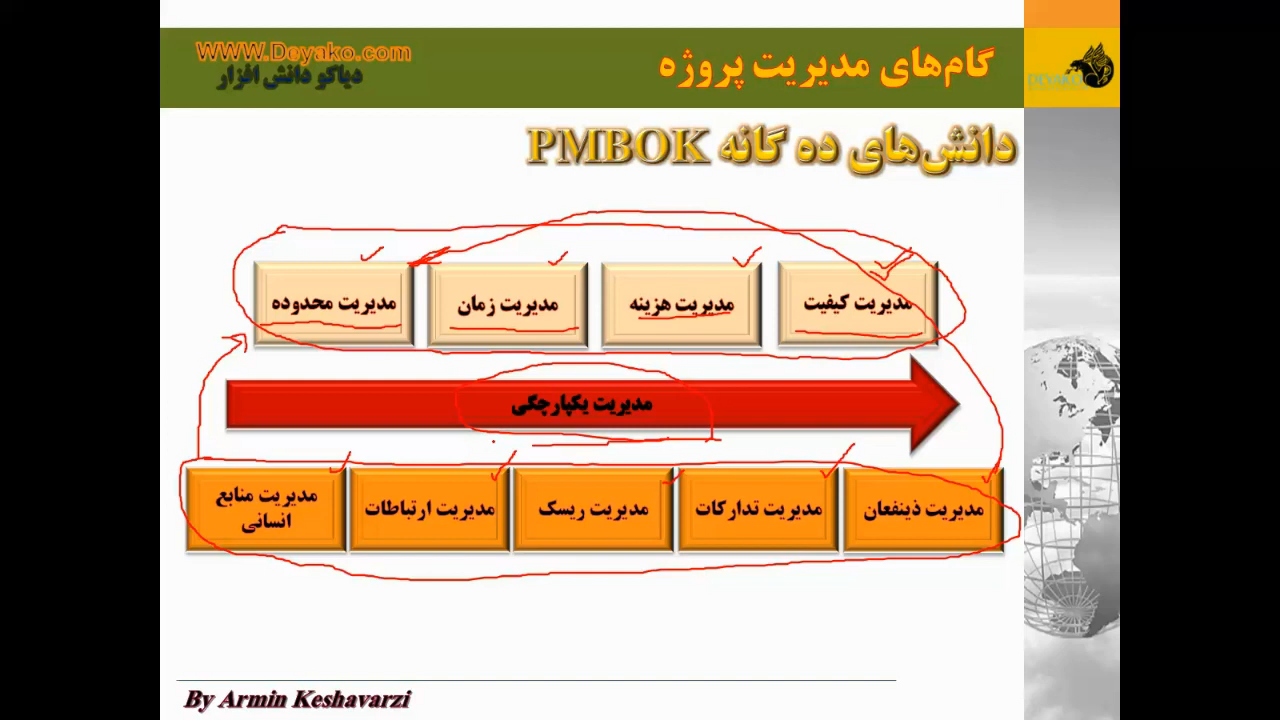 گام‌های مدیریت پروژه
WWW.Deyako.com
دیاکو دانش افزار
DEYAKO
دانش‌های ده گانه PMBOK
مدیریت محدوده
مدیریت زمان
مدیریت هزینه
مدیریت کیفیت
مدیریت یکپارچگی
مدیریت منابع
انسانی
مدیریت ارتباطات
مدیریت ریسک
مدیریت تدارکات
مدیریت ذینفعان
By Armin Keshavarzi